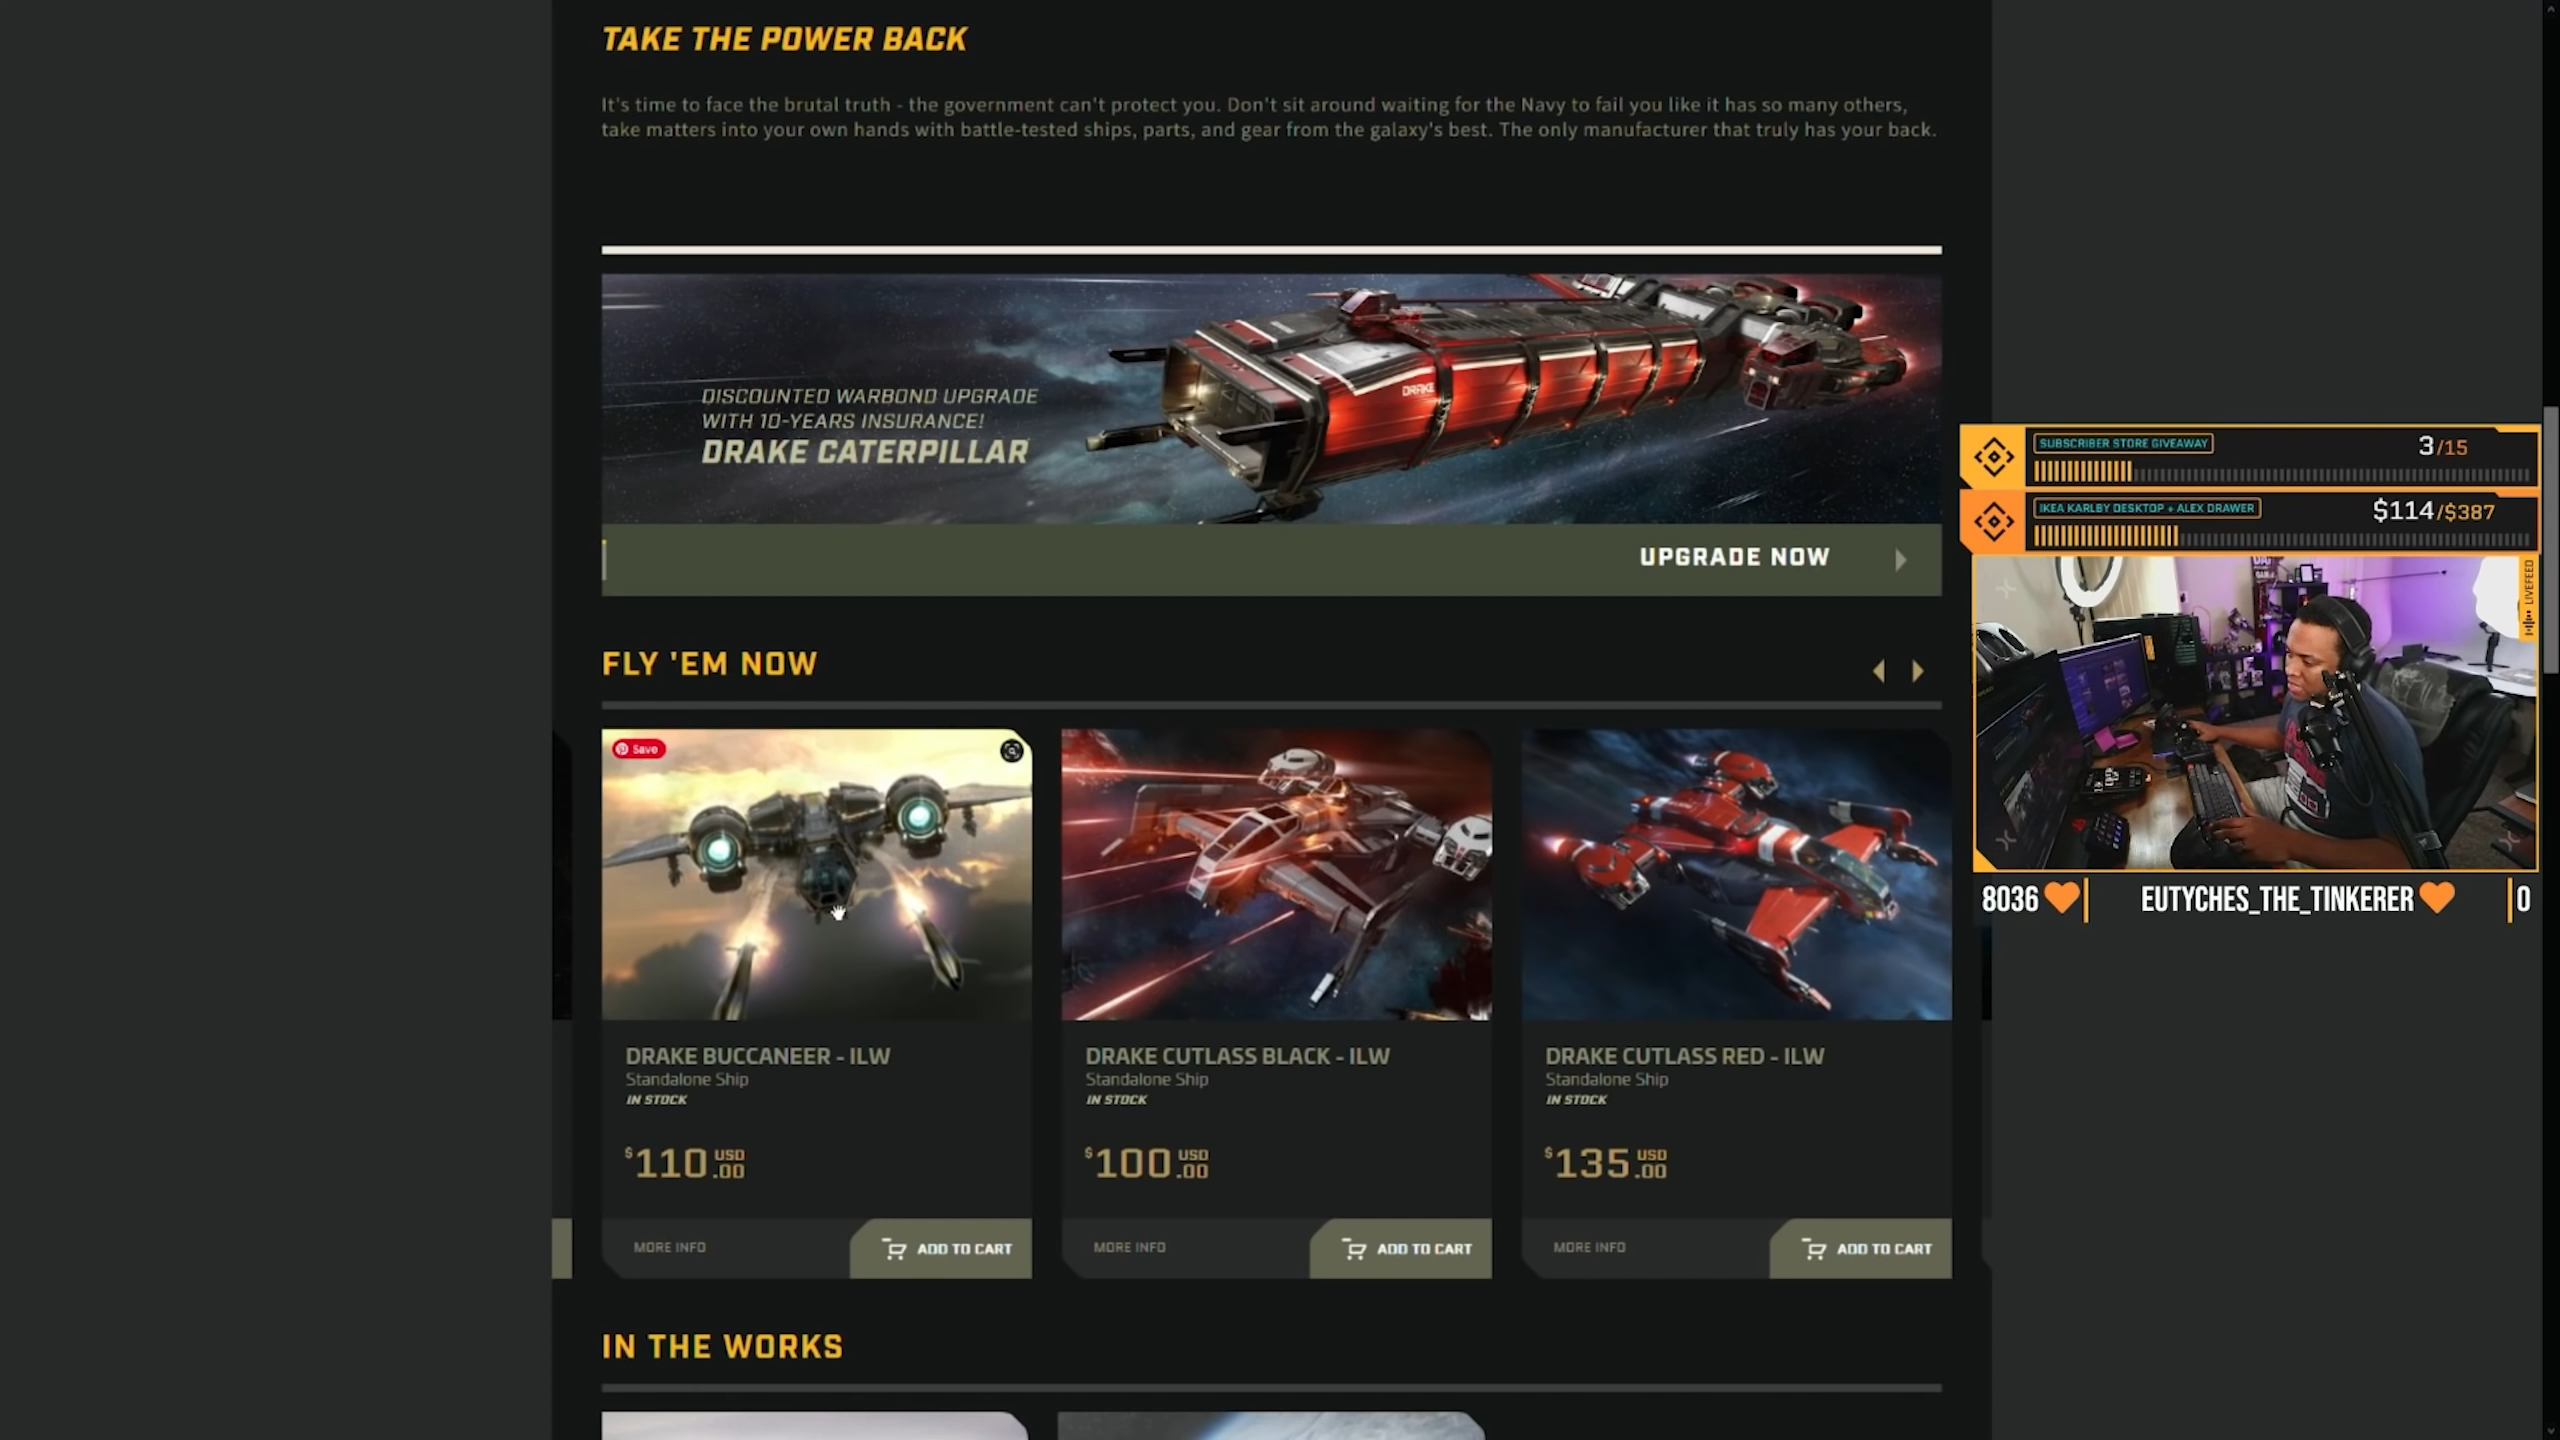 TAKE THE POWER BACK
It's time to face the brutal truth - the government can't protect you. Don't sit around waiting for the Navy to fail you like it has so many others,
take matters into your own hands with battle-tested ships, parts, and gear from the galaxy's best. The only manufacturer that truly has your back.
DRAKE
DISCOUNTED WARBOND UPGRADE
WITH 10-YEARS INSURANCE!
DRAKE CATERPILLAR
UPGRADE NOW
SUBSCRIBER STORE GIVEAWAY
3/15
IKEA KARLBY DESKTOP + ALEX DRAWER
$114/$387
LIVEFEED
8036
EUTYCHES_THE_TINKERER
0
FLY 'EM NOW
Save
DRAKE BUCCANEER - ILW
Standalone Ship
IN STOCK
$110.00 USD
MORE INFO
ADD TO CART
DRAKE CUTLASS BLACK - ILW
Standalone Ship
IN STOCK
$100.00 USD
MORE INFO
ADD TO CART
DRAKE CUTLASS RED - ILW
Standalone Ship
IN STOCK
$135.00 USD
MORE INFO
ADD TO CART
IN THE WORKS